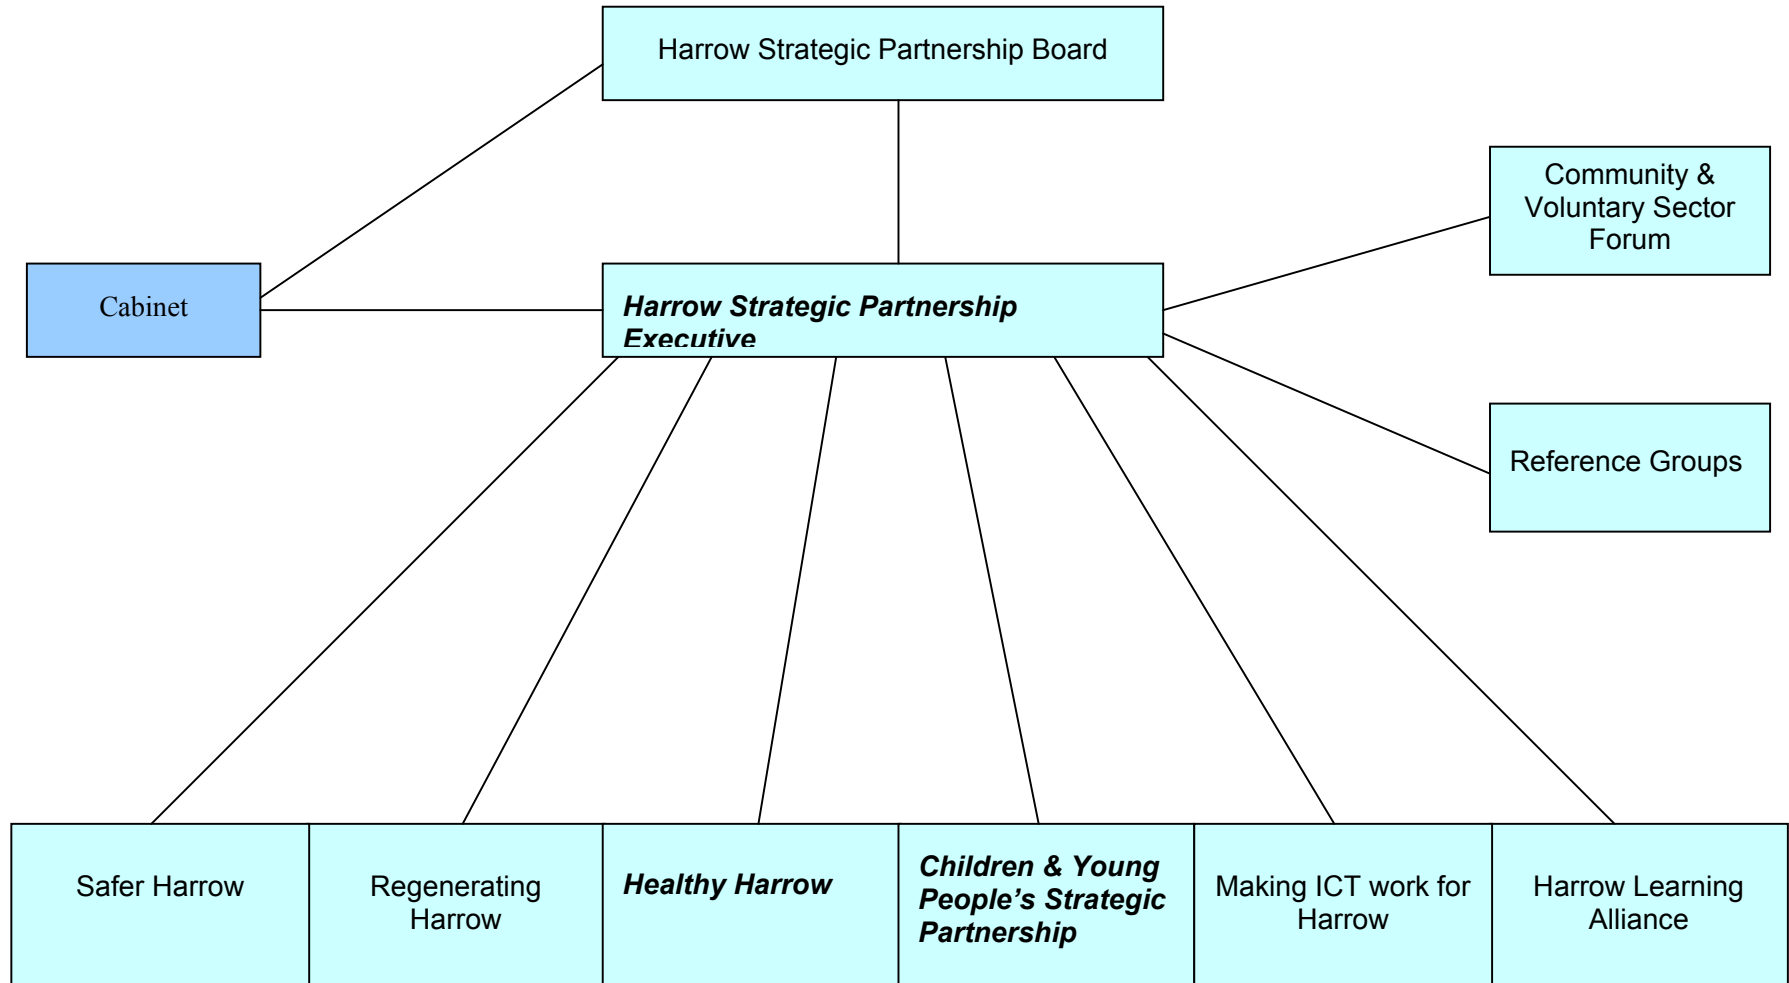 Harrow Strategic Partnership Board
Community &
Voluntary Sector
Forum
Cabinet
Harrow Strategic Partnership
Executive
Reference Groups
Safer Harrow
Regenerating
Harrow
Healthy Harrow
Children & Young
People’s Strategic
Partnership
Making ICT work for
Harrow
Harrow Learning
Alliance